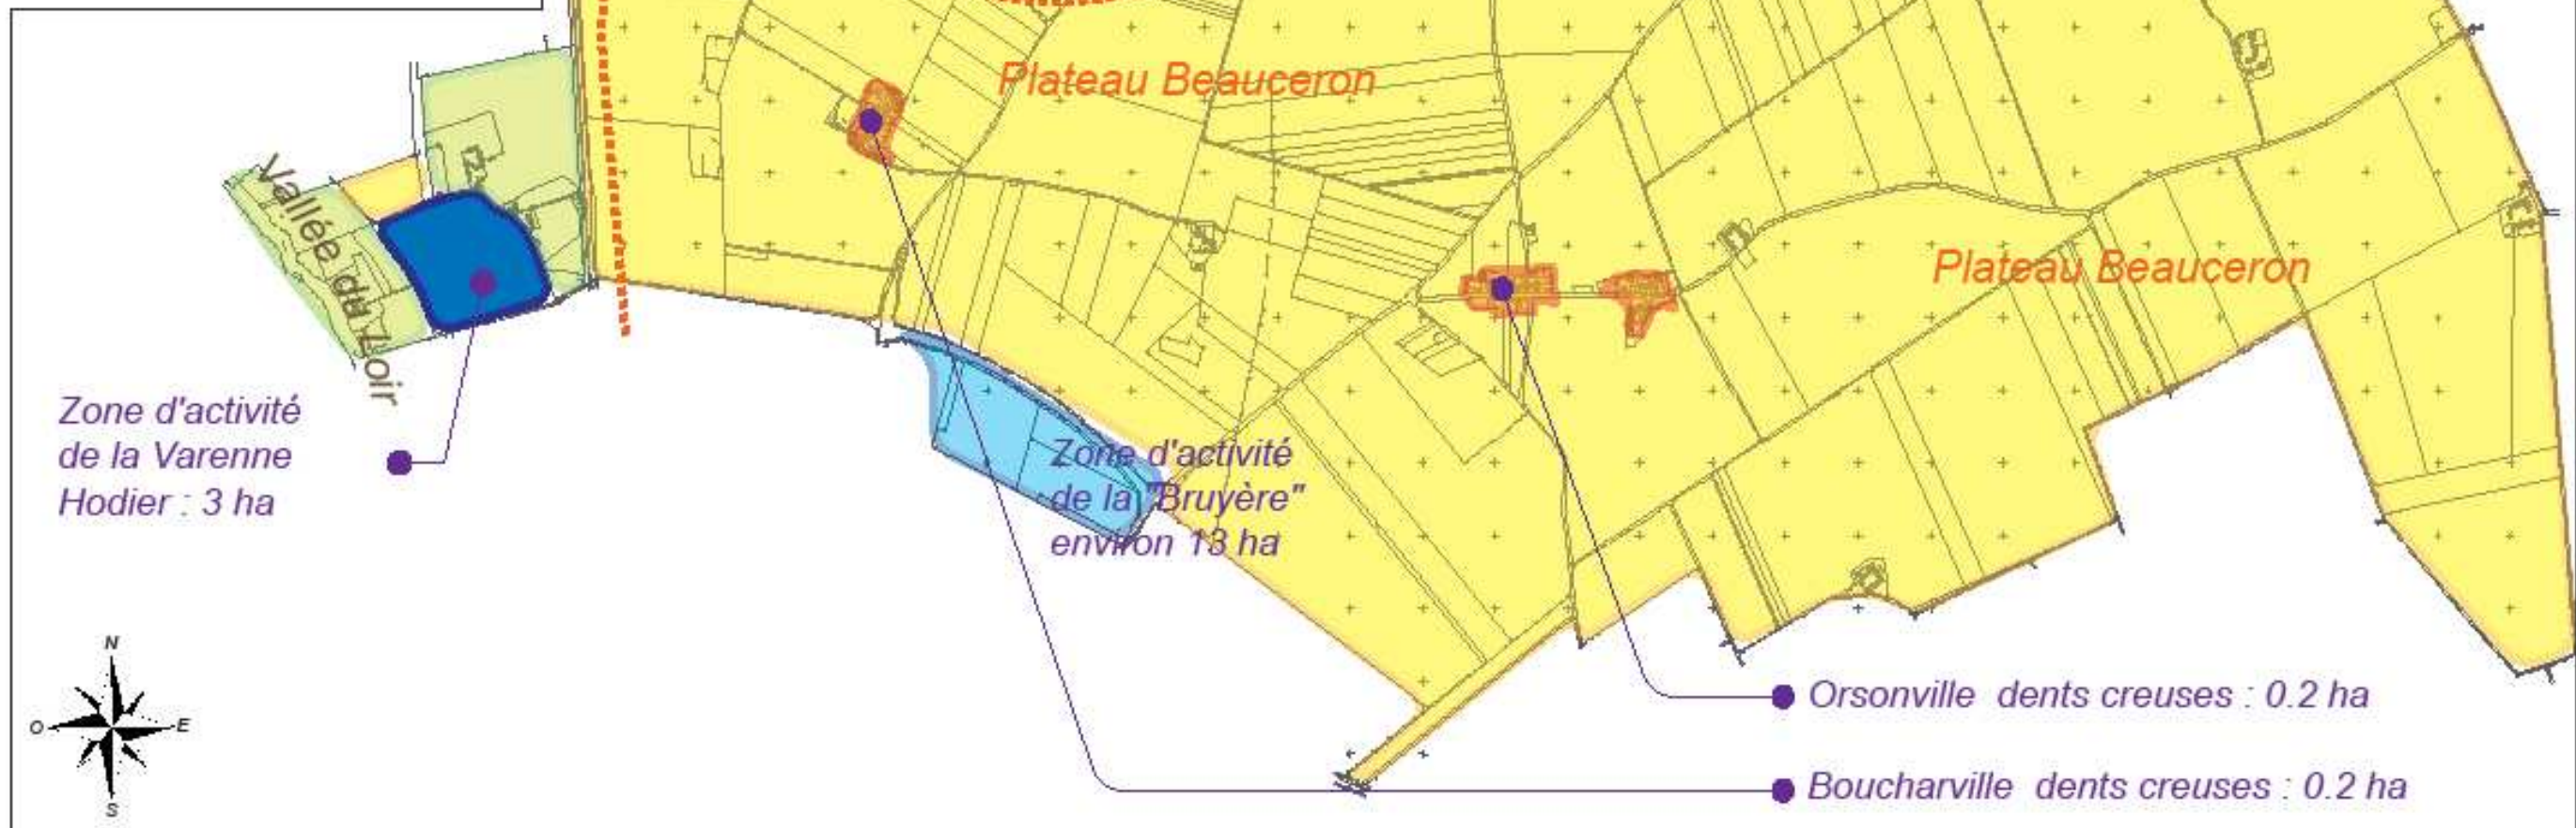 Plateau Beauceron
Vallée du Loir
Plateau Beauceron
Zone d'activité
de la Varenne
Hodier : 3 ha
Zone d'activité
de la "Bruyère"
environ 13 ha
N
O
E
S
Orsonville dents creuses : 0.2 ha
Boucharville dents creuses : 0.2 ha